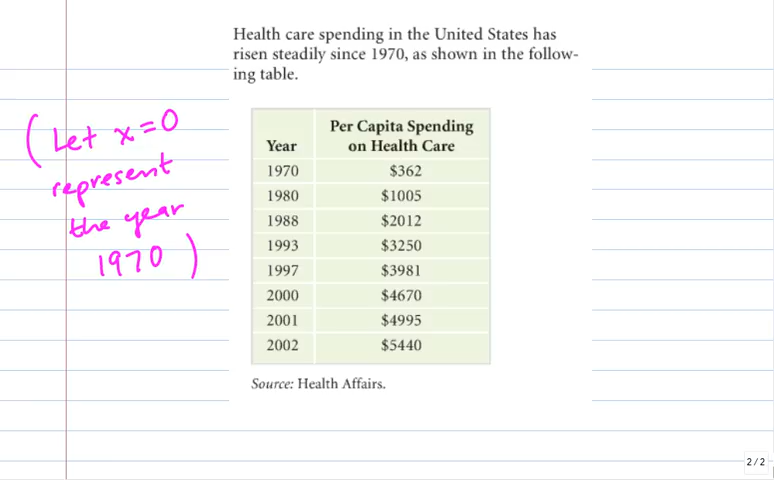 Health care spending in the United States has
risen steadily since 1970, as shown in the follow-
ing table.
(Let x=0
represent
the year
1970)
Year Per Capita Spending on Health Care
1970 $362
1980 $1005
1988 $2012
1993 $3250
1997 $3981
2000 $4670
2001 $4995
2002 $5440
Source: Health Affairs.
2/2